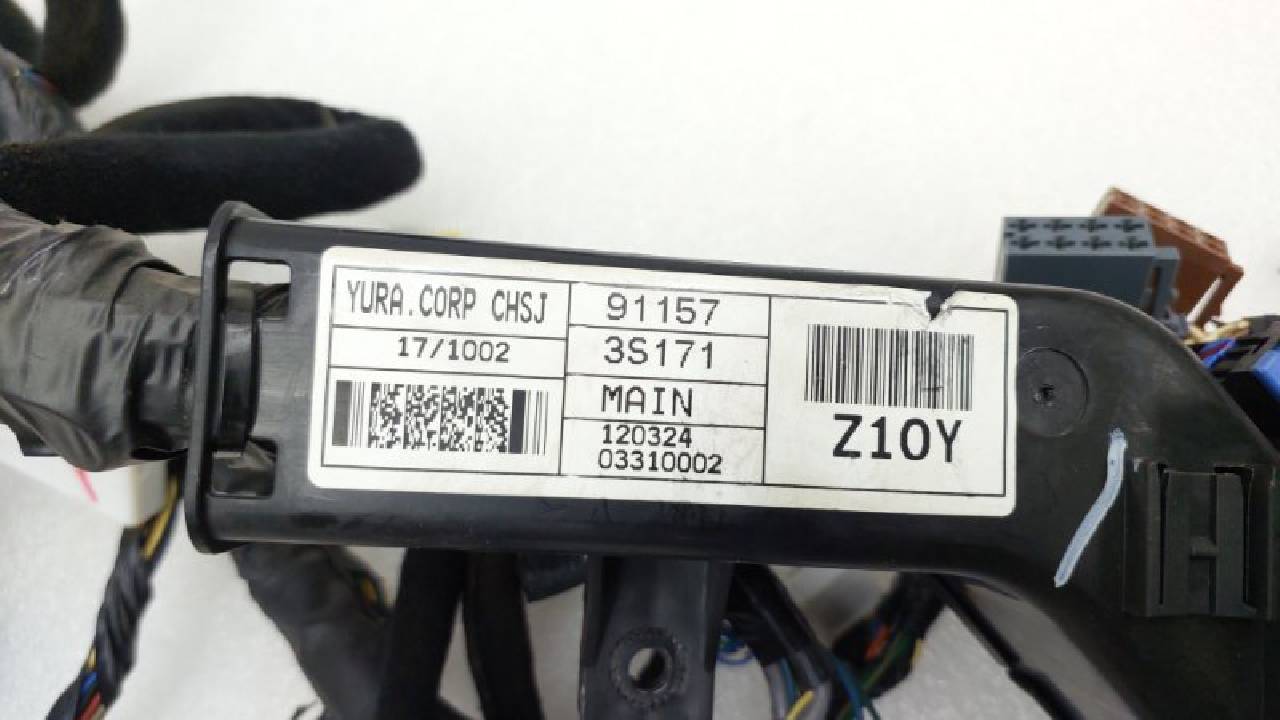 YURA.CORP CHSJ
17/1002
91157
3S171
MAIN
120324
03310002
Z10Y